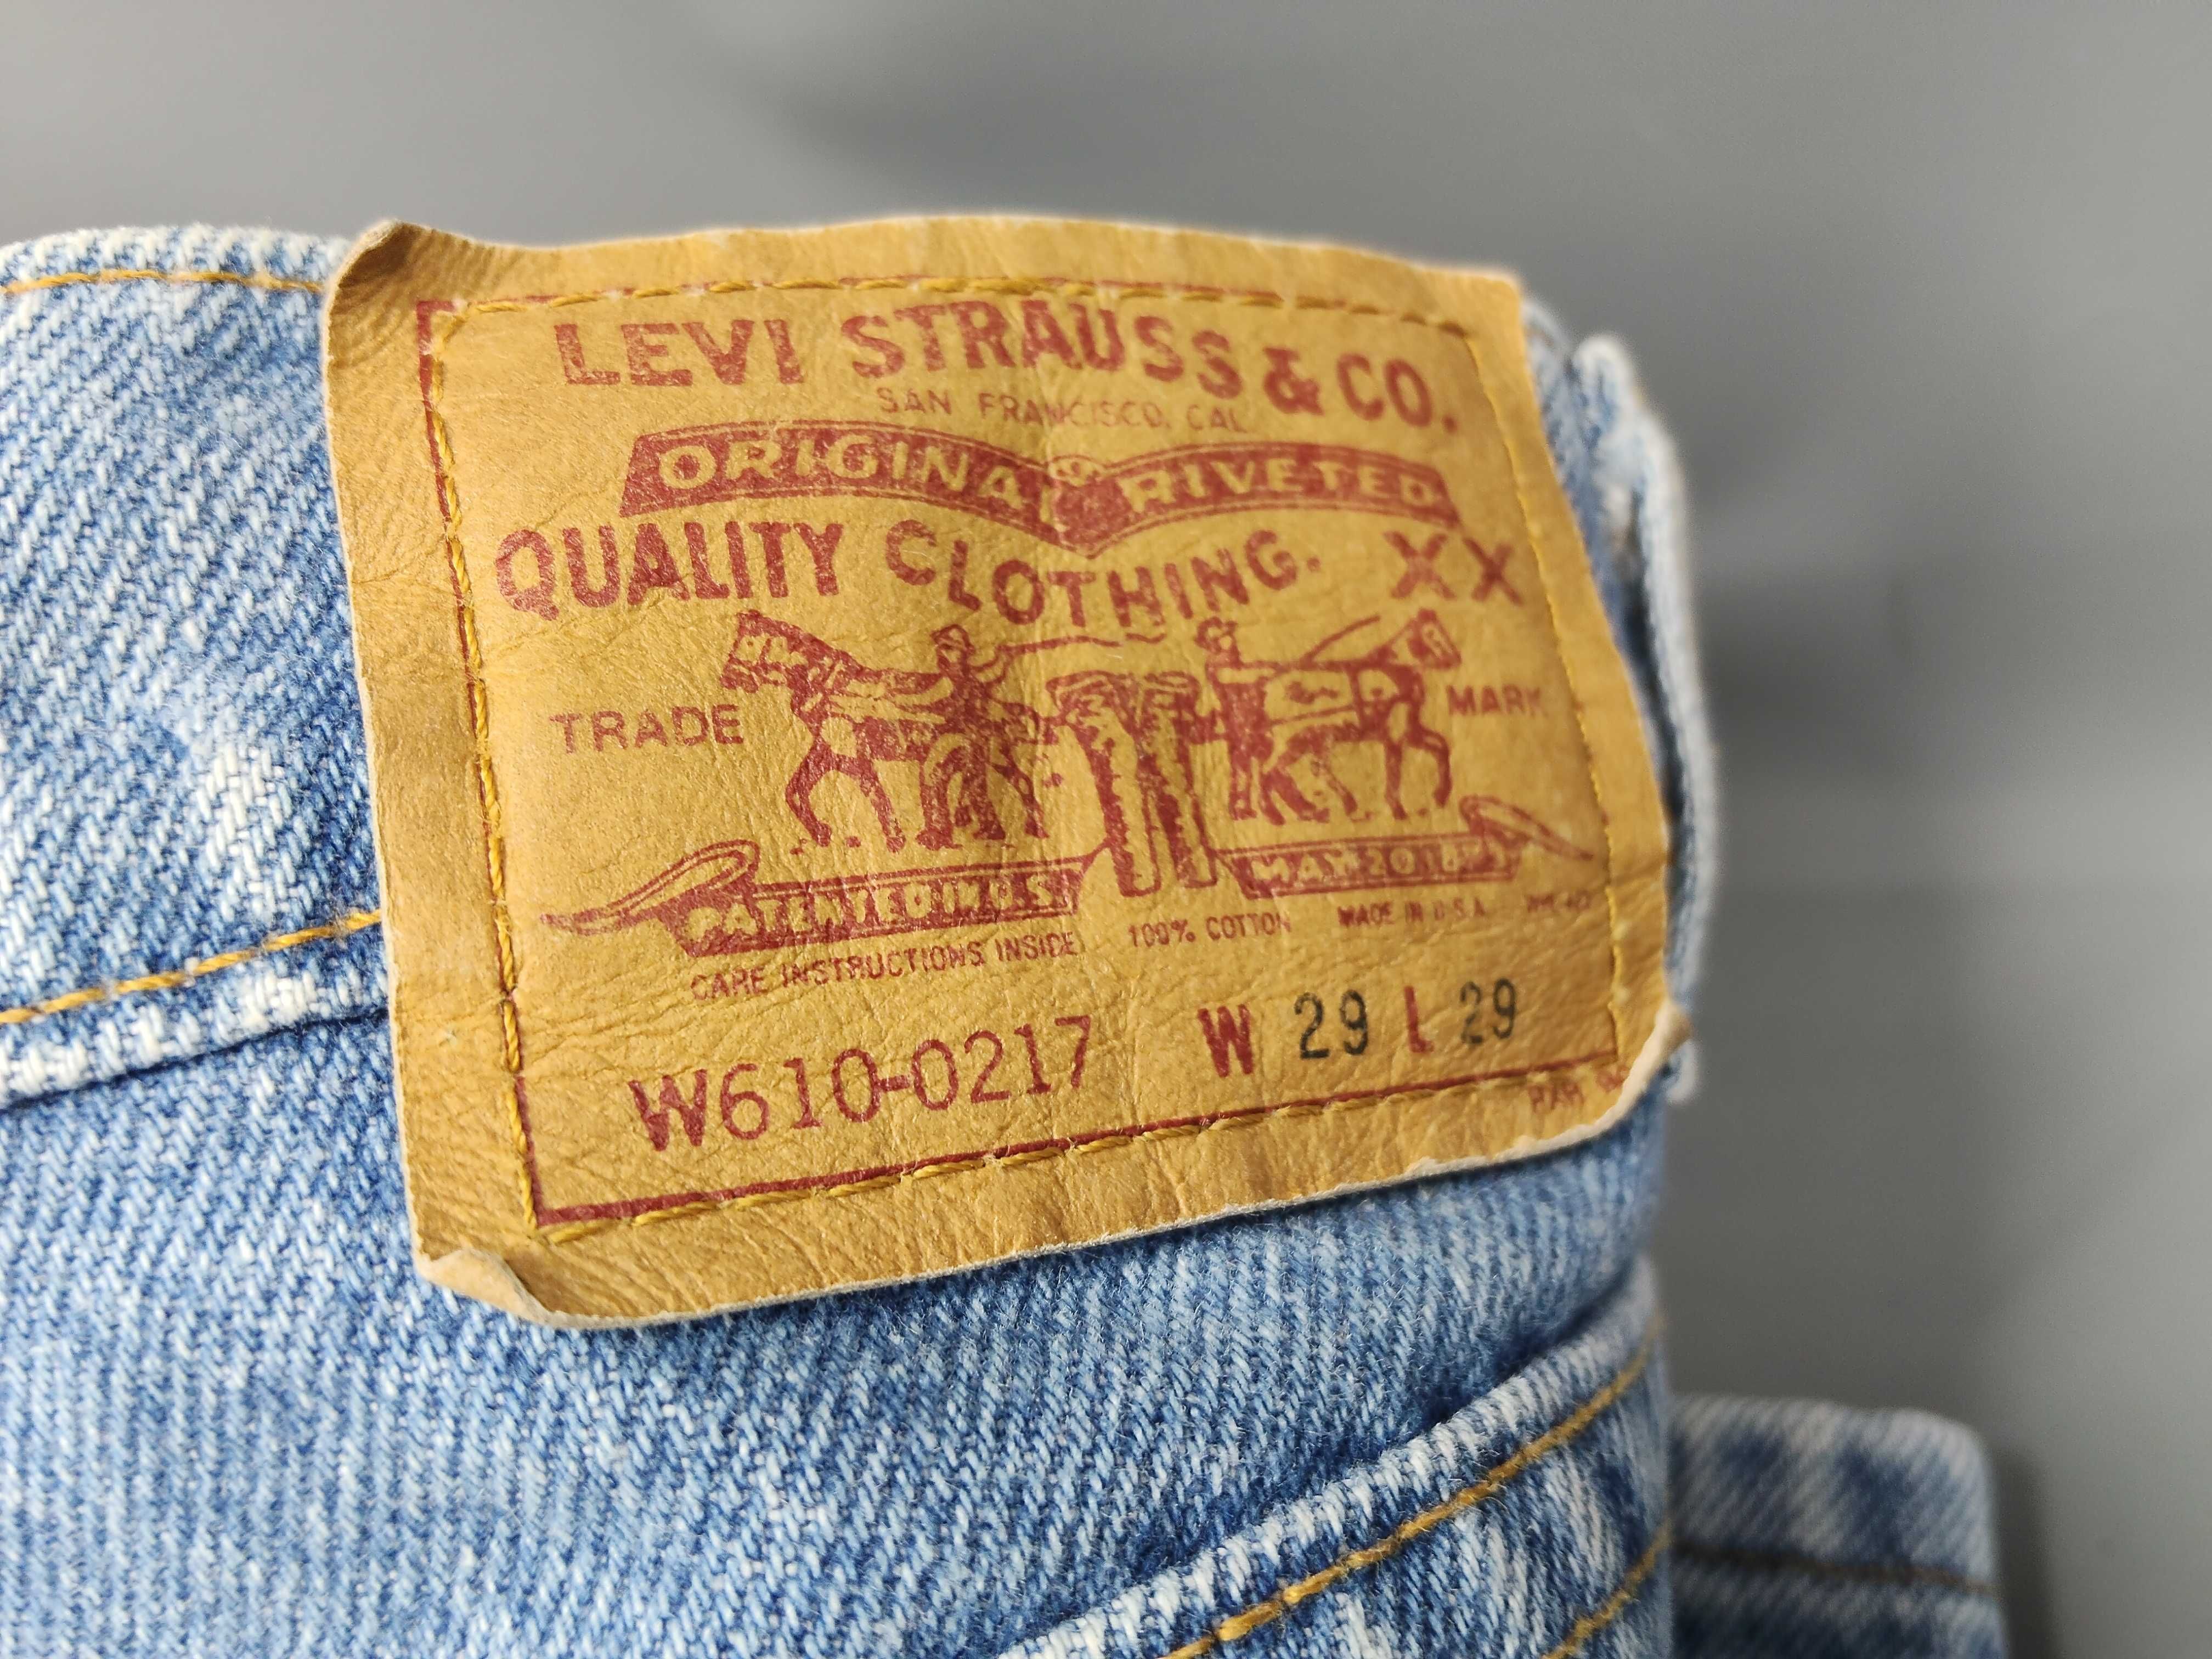 LEVI STRAUSS & CO.
SAN FRANCISCO, CAL
ORIGINAL RIVETED
QUALITY CLOTHING. XX
TRADE MARK
PATENTED IN U.S. MAY 20 1873
CARE INSTRUCTIONS INSIDE 100% COTTON MADE IN U.S.A.
W610-0217 W 29 L 29